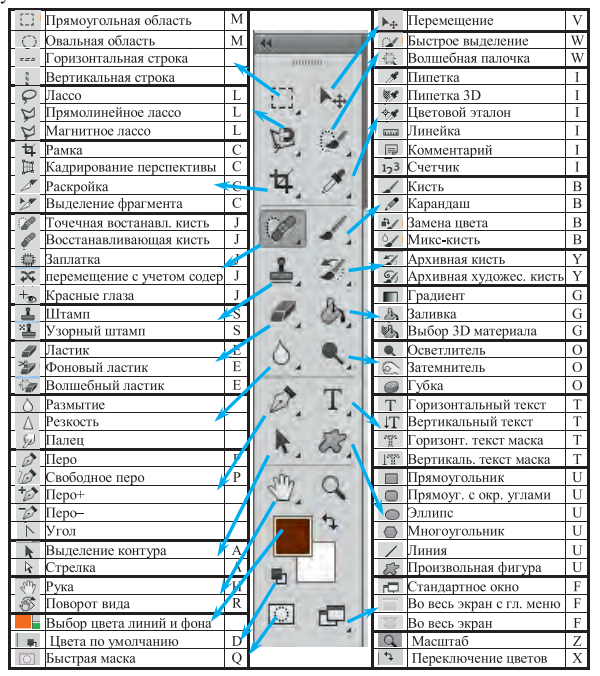 Прямоугольная область M
Овальная область M
Горизонтальная строка
Вертикальная строка
Лассо L
Прямолинейное лассо L
Магнитное лассо L
Рамка C
Кадрирование перспективы C
Раскройка C
Выделение фрагмента C
Точечная востанавл. кисть J
Восстанавливающая кисть J
Заплатка J
перемещение с учетом содер J
Красные глаза J
Штамп S
Узорный штамп S
Ластик E
Фоновый ластик E
Волшебный ластик E
Размытие
Резкость
Палец
Перо P
Свободное перо P
Перо+
Перо–
Угол
Выделение контура A
Стрелка A
Рука H
Поворот вида R
Выбор цвета линий и фона
Цвета по умолчанию D
Быстрая маска Q
Перемещение V
Быстрое выделение W
Волшебная палочка W
Пипетка I
Пипетка 3D I
Цветовой эталон I
Линейка I
Комментарий I
Счетчик I
Кисть B
Карандаш B
Замена цвета B
Микс-кисть B
Архивная кисть Y
Архивная художес. кисть Y
Градиент G
Заливка G
Выбор 3D материала G
Осветлитель O
Затемнитель O
Губка O
Горизонтальный текст T
Вертикальный текст T
Горизонт. текст маска T
Вертикаль. текст маска T
Прямоугольник U
Прямоуг. с окр. углами U
Эллипс U
Многоугольник U
Линия U
Произвольная фигура U
Стандартное окно F
Во весь экран с гл. меню F
Во весь экран F
Масштаб Z
Переключение цветов X